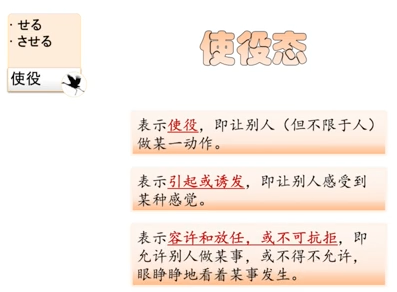 · せる
· させる
使役
使役态
表示使役，即让别人（但不限于人）
做某一动作。
表示引起或诱发，即让别人感受到
某种感觉。
表示容许和放任，或不可抗拒，即
允许别人做某事，或不得不允许，
眼睁睁地看着某事发生。